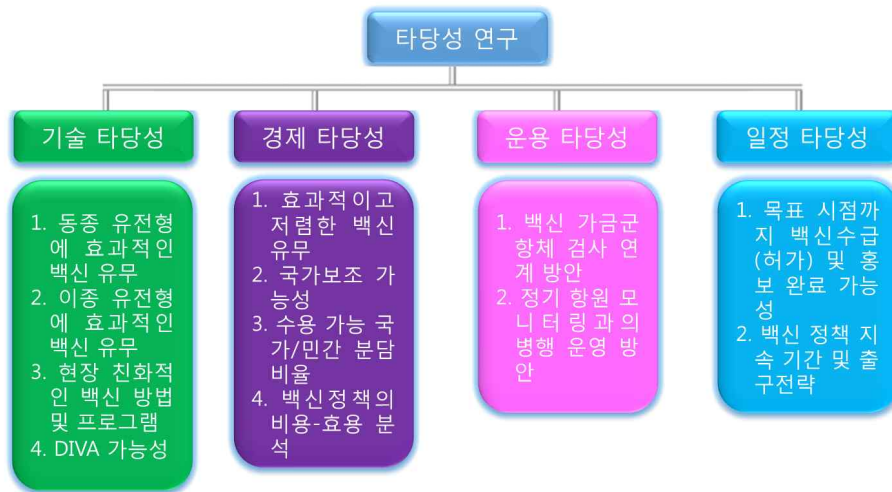 타당성 연구
기술 타당성
1. 동종 유전형
에 효과적인
백신 유무
2. 이종 유전형
에 효과적인
백신 유무
3. 현장 친화적
인 백신 방법
및 프로그램
4. DIVA 가능성
경제 타당성
1. 효과적이고
저렴한 백신
유무
2. 국가보조 가
능성
3. 수용 가능 국
가/민간 분담
비율
4. 백신정책의
비용-효용 분
석
운용 타당성
1. 백신 가금군
항체 검사 연
계 방안
2. 정기 항원 모
니터링과의
병행 운영 방
안
일정 타당성
1. 목표 시점까
지 백신수급
(허가) 및 홍
보 완료 가능
성
2. 백신 정책 지
속 기간 및 출
구전략